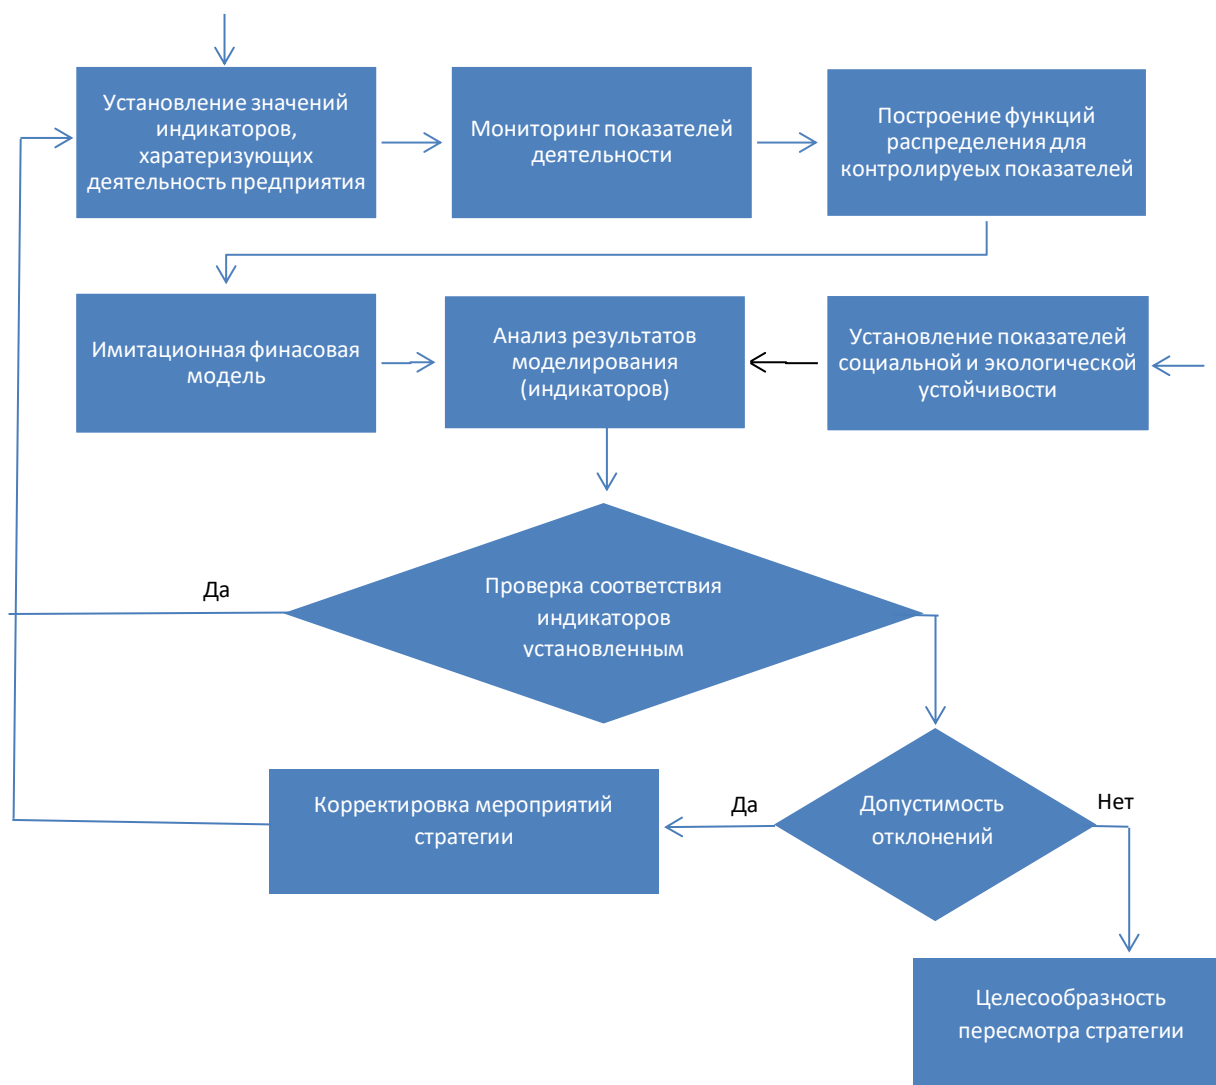 Установление значений
индикаторов,
харатеризующих
деятельность предприятия
Мониторинг показателей
деятельности
Построение функций
распределения для
контролируеых показателей
Имитационная финасовая
модель
Анализ результатов
моделирования
(индикаторов)
Установление показателей
социальной и экологической
устойчивости
Да
Проверка соответствия
индикаторов
установленным
Корректировка мероприятий
стратегии
Да
Допустимость
отклонений
Нет
Целесообразность
пересмотра стратегии